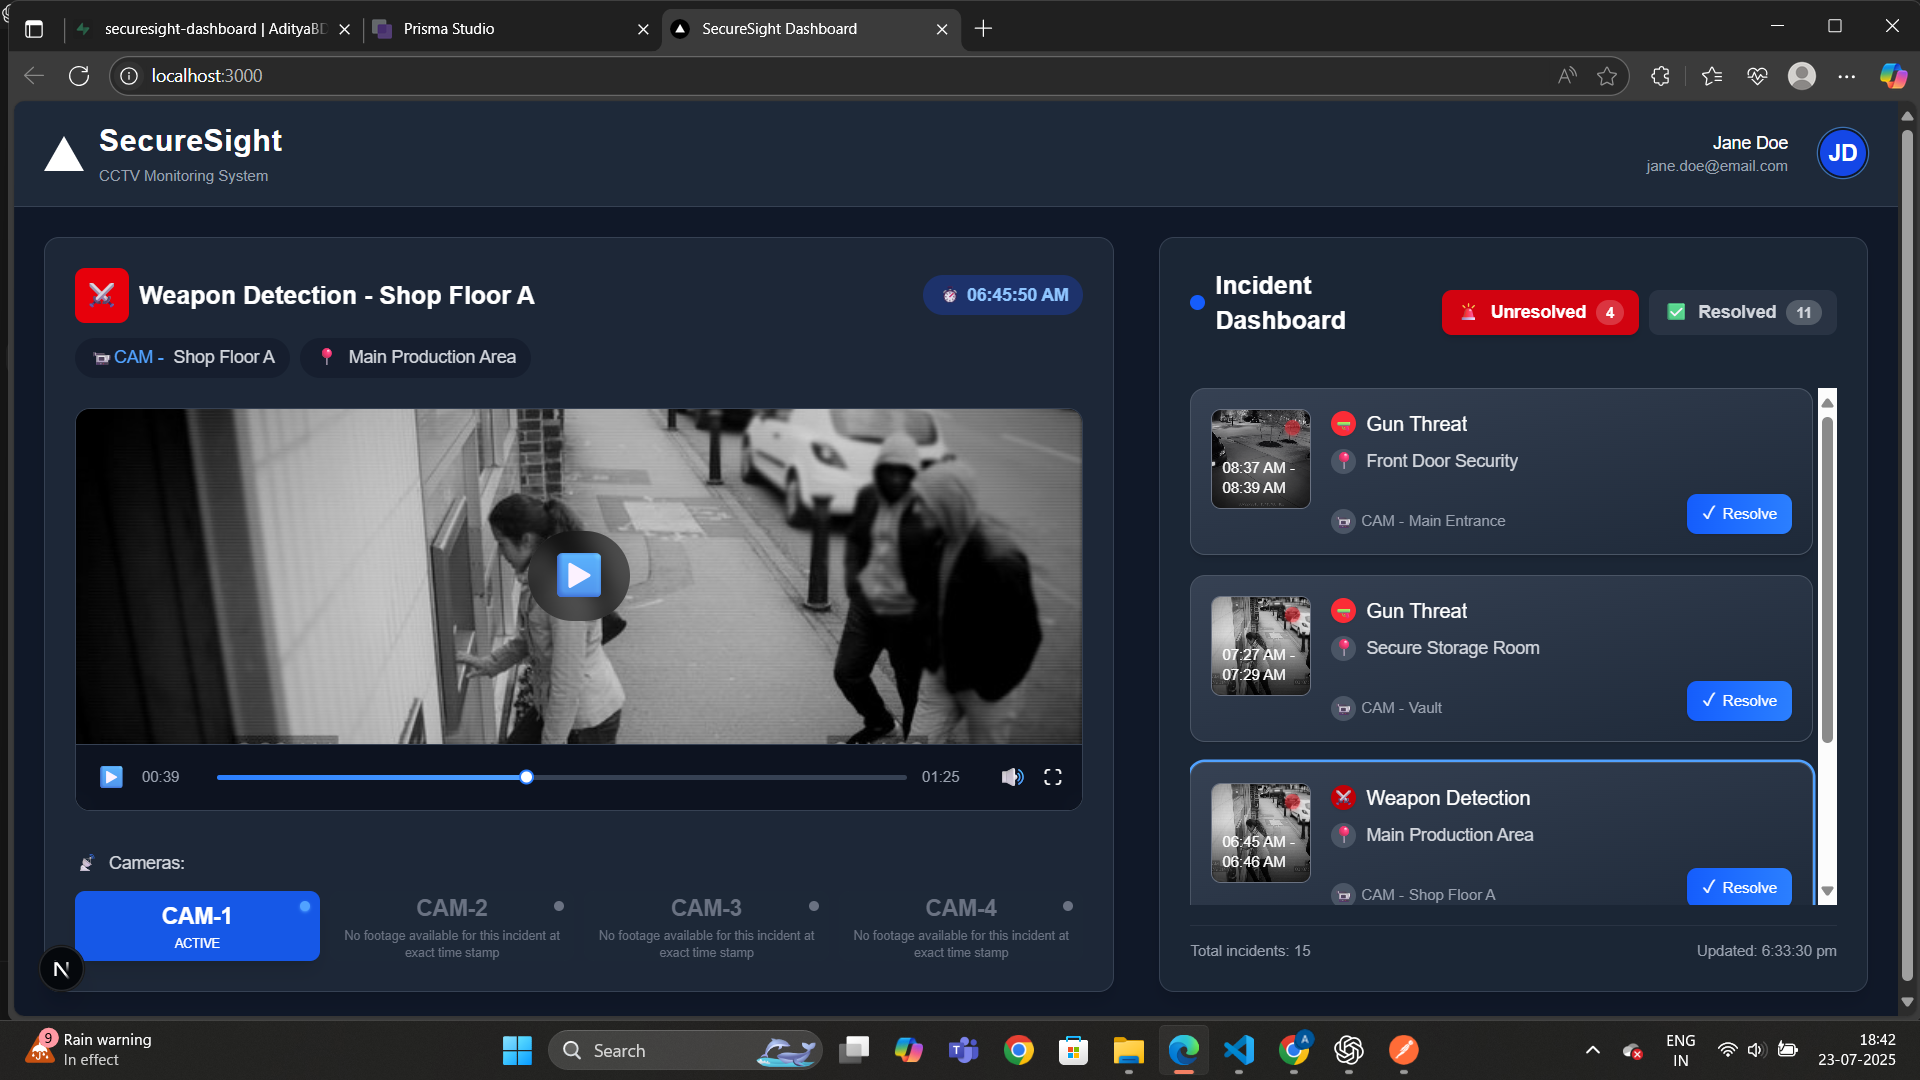 securesight-dashboard | AdityaBD
Prisma Studio
SecureSight Dashboard
localhost:3000
SecureSight
CCTV Monitoring System
Jane Doe
jane.doe@email.com
JD
Weapon Detection - Shop Floor A
06:45:50 AM
CAM - Shop Floor A
Main Production Area
00:39
01:25
Cameras:
CAM-1
ACTIVE
CAM-2
No footage available for this incident at
exact time stamp
CAM-3
No footage available for this incident at
exact time stamp
CAM-4
No footage available for this incident at
exact time stamp
N
Incident
Dashboard
Unresolved 4
Resolved 11
08:37 AM -
08:39 AM
Gun Threat
Front Door Security
CAM - Main Entrance
✓ Resolve
07:27 AM -
07:29 AM
Gun Threat
Secure Storage Room
CAM - Vault
✓ Resolve
06:45 AM -
06:46 AM
Weapon Detection
Main Production Area
CAM - Shop Floor A
✓ Resolve
Total incidents: 15
Updated: 6:33:30 pm
9
Rain warning
In effect
Search
A
ENG
IN
18:42
23-07-2025